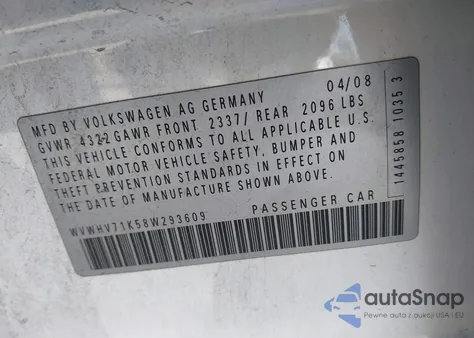 MFD BY VOLKSWAGEN AG GERMANY 04/08
GVWR 4322 GAWR FRONT 2337/ REAR 2096 LBS
THIS VEHICLE CONFORMS TO ALL APPLICABLE U.S.
FEDERAL MOTOR VEHICLE SAFETY, BUMPER AND
THEFT PREVENTION STANDARDS IN EFFECT ON
THE DATE OF MANUFACTURE SHOWN ABOVE.
WVWHV71K58W293609 PASSENGER CAR
1445858 1035 3
autoSnap
Pewne auta z aukcji USA i EU